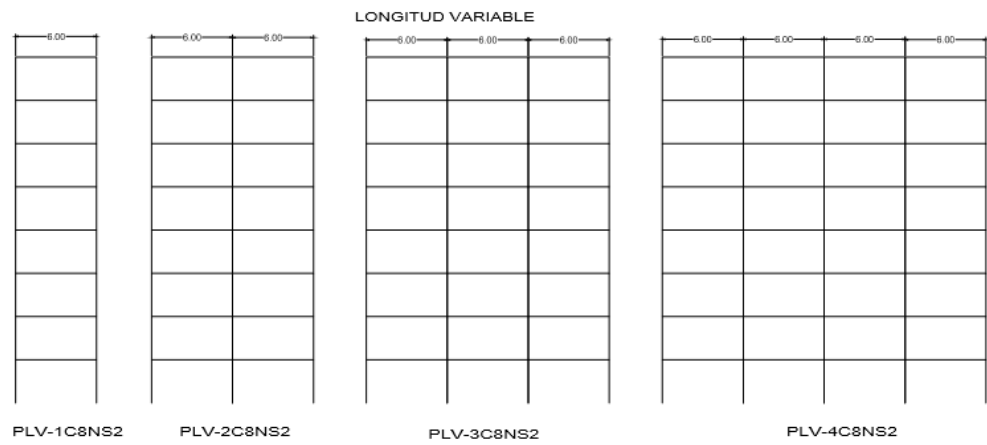 LONGITUD VARIABLE
6.00 6.00 6.00 6.00 6.00 6.00 6.00 6.00 6.00 6.00
PLV-1C8NS2 PLV-2C8NS2 PLV-3C8NS2 PLV-4C8NS2